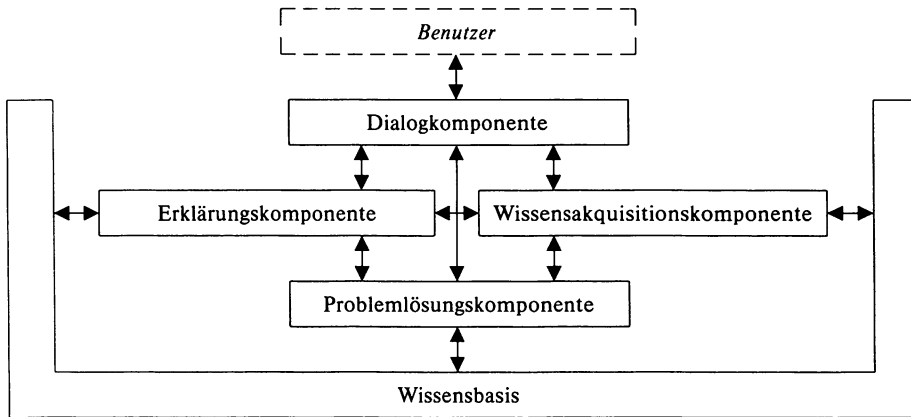 Benutzer
Dialogkomponente
Erklärungskomponente
Wissensakquisitionskomponente
Problemlösungskomponente
Wissensbasis